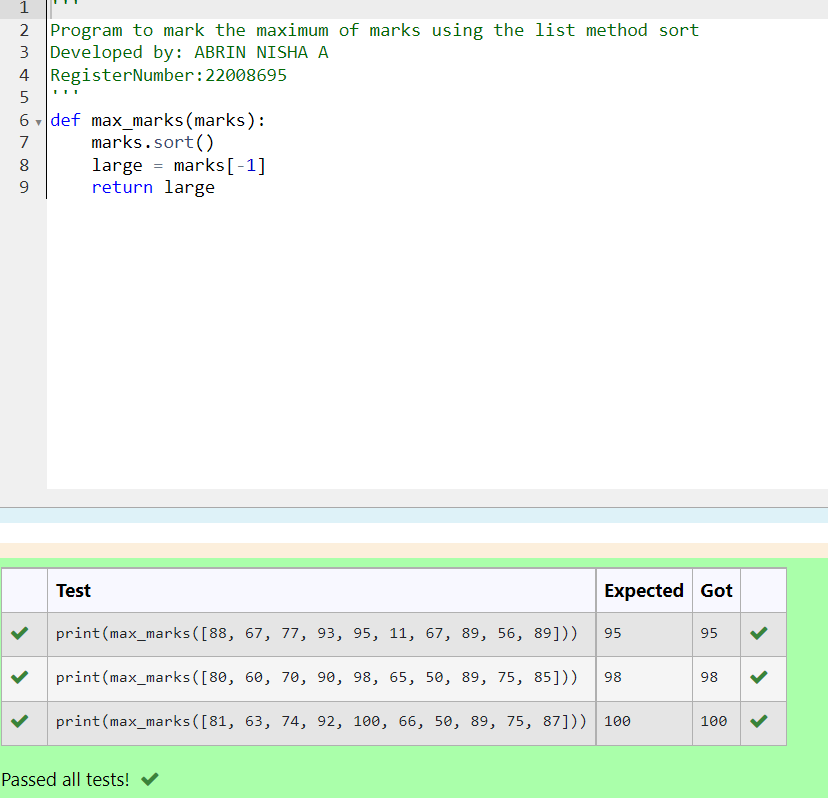 1 '''
2 Program to mark the maximum of marks using the list method sort
3 Developed by: ABRIN NISHA A
4 RegisterNumber:22008695
5 '''
6 def max_marks(marks):
7     marks.sort()
8     large = marks[-1]
9     return large
Test Expected Got
print(max_marks([88, 67, 77, 93, 95, 11, 67, 89, 56, 89])) 95 95
print(max_marks([80, 60, 70, 90, 98, 65, 50, 89, 75, 85])) 98 98
print(max_marks([81, 63, 74, 92, 100, 66, 50, 89, 75, 87])) 100 100
Passed all tests!